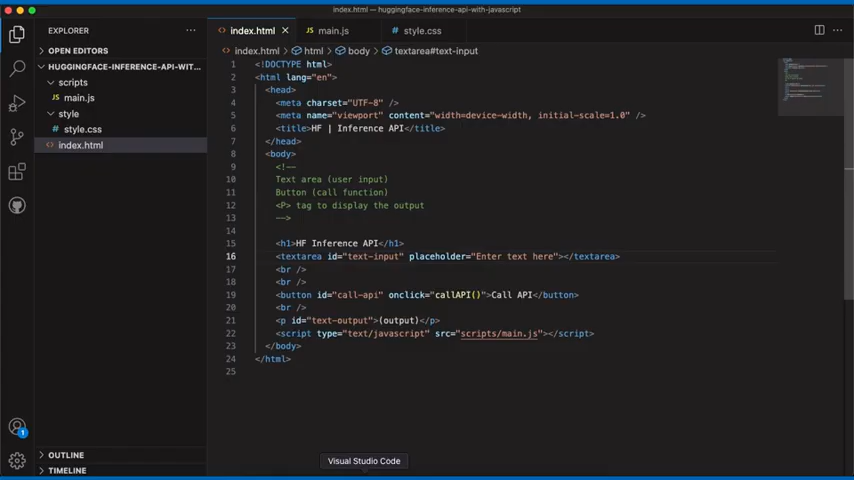 index.html — huggingface-inference-api-with-javascript
EXPLORER
OPEN EDITORS
HUGGINGFACE-INFERENCE-API-WIT...
scripts
JS main.js
style
# style.css
<> index.html
OUTLINE
TIMELINE
1
<> index.html ×
JS main.js
# style.css
<> index.html > html > body > textarea#text-input
1 <!DOCTYPE html>
2 <html lang="en">
3 <head>
4 <meta charset="UTF-8" />
5 <meta name="viewport" content="width=device-width, initial-scale=1.0" />
6 <title>HF | Inference API</title>
7 </head>
8 <body>
9 <!--
10 Text area (user input)
11 Button (call function)
12 <P> tag to display the output
13 -->
14
15 <h1>HF Inference API</h1>
16 <textarea id="text-input" placeholder="Enter text here"></textarea>
17 <br />
18 <br />
19 <button id="call-api" onclick="callAPI()">Call API</button>
20 <br />
21 <p id="text-output">(output)</p>
22 <script type="text/javascript" src="scripts/main.js"></script>
23 </body>
24 </html>
25
Visual Studio Code